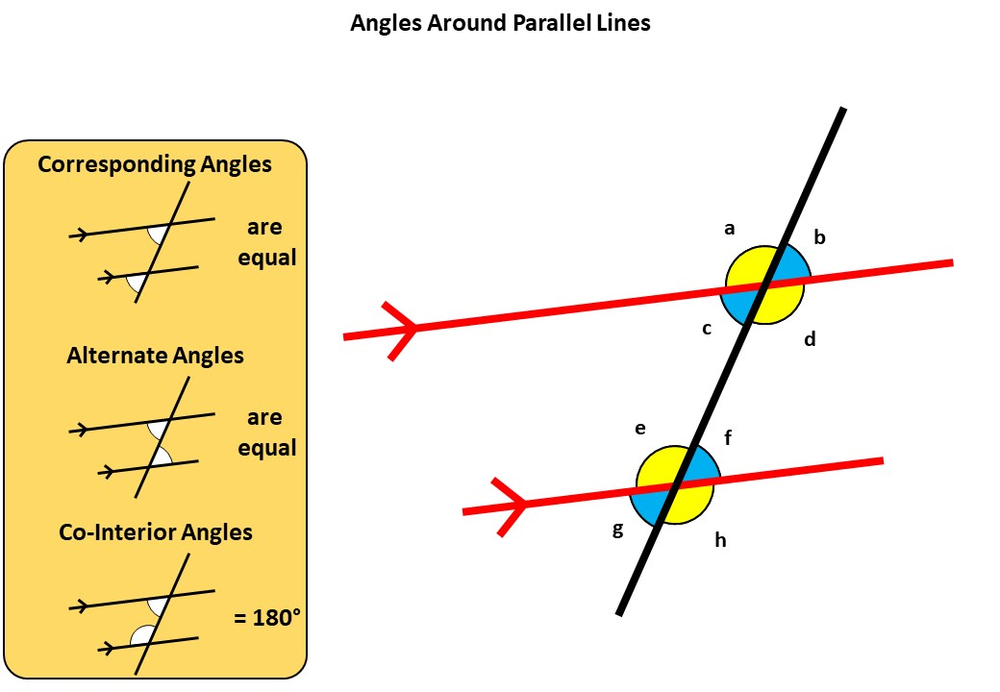 Angles Around Parallel Lines
Corresponding Angles
are
equal
Alternate Angles
are
equal
Co-Interior Angles
= 180°
a
b
c
d
e
f
g
h